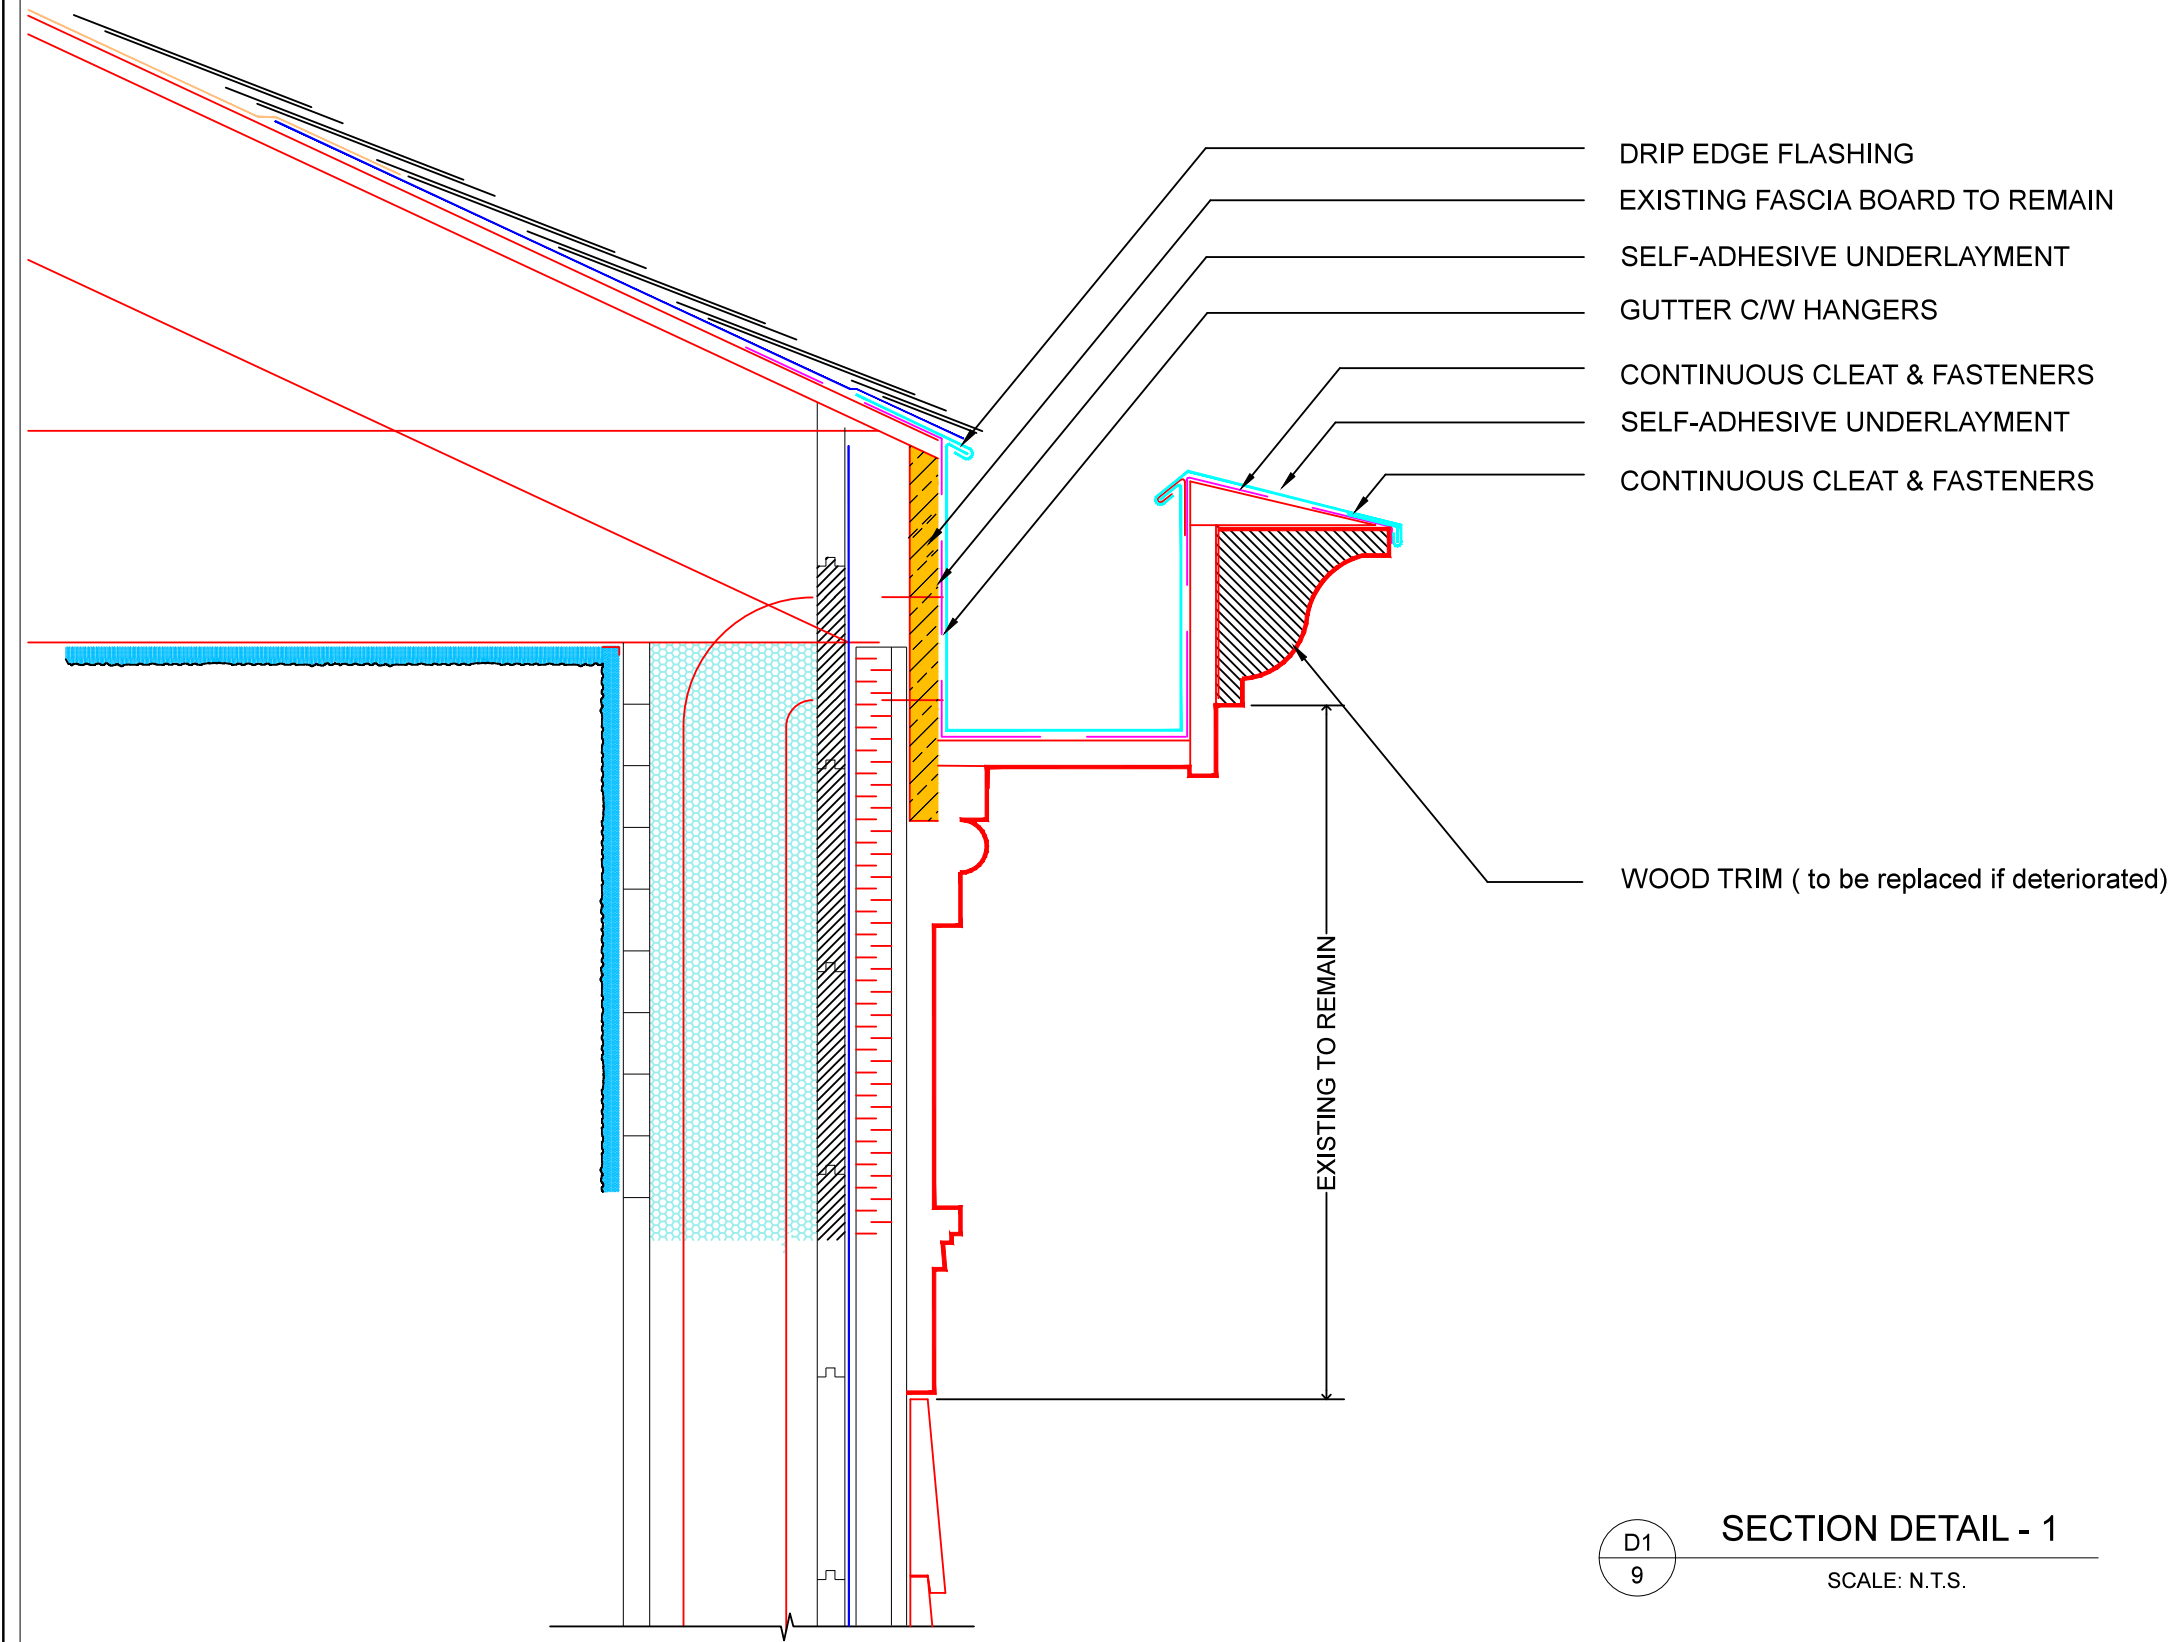 DRIP EDGE FLASHING
EXISTING FASCIA BOARD TO REMAIN
SELF-ADHESIVE UNDERLAYMENT
GUTTER C/W HANGERS
CONTINUOUS CLEAT & FASTENERS
SELF-ADHESIVE UNDERLAYMENT
CONTINUOUS CLEAT & FASTENERS
WOOD TRIM ( to be replaced if deteriorated)
EXISTING TO REMAIN
D1
9
SECTION DETAIL - 1
SCALE: N.T.S.